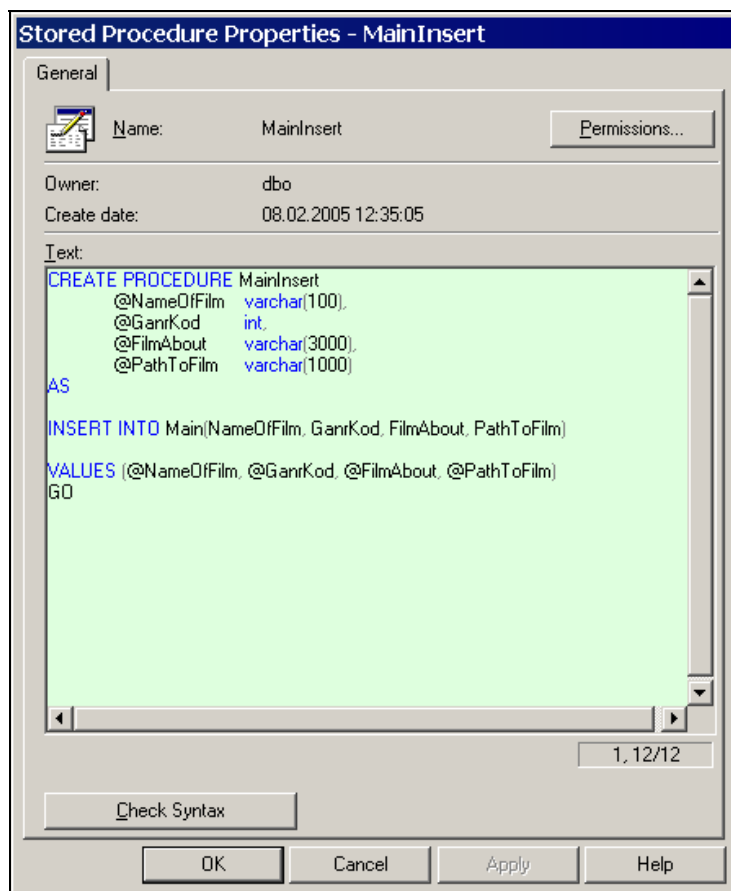 Stored Procedure Properties - MainInsert
General
Name: MainInsert Permissions...
Owner: dbo
Create date: 08.02.2005 12:35:05
Text:
CREATE PROCEDURE MainInsert
@NameOfFilm varchar(100),
@GanrKod int,
@FilmAbout varchar(3000),
@PathToFilm varchar(1000)
AS
INSERT INTO Main(NameOfFilm, GanrKod, FilmAbout, PathToFilm)
VALUES (@NameOfFilm, @GanrKod, @FilmAbout, @PathToFilm)
GO
1, 12/12
Check Syntax
OK Cancel Apply Help